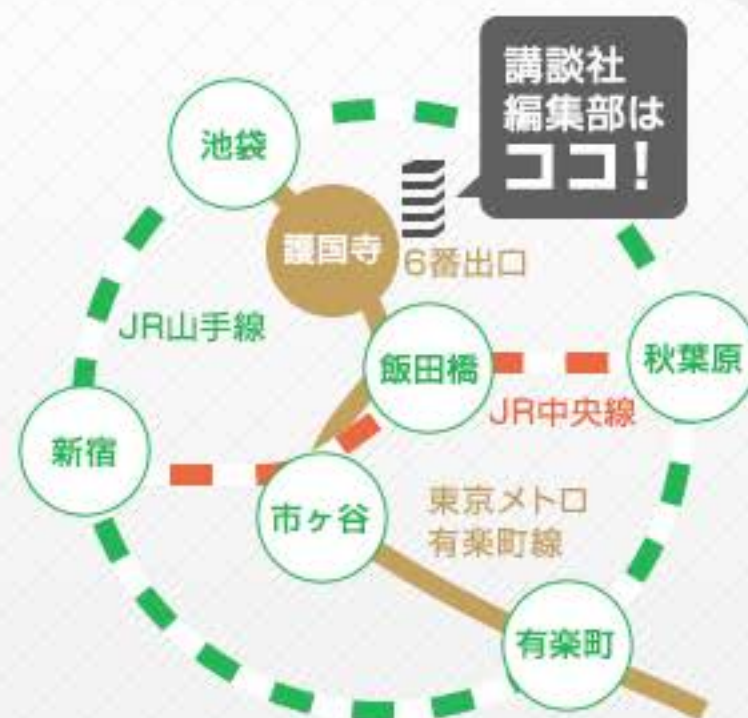 講談社
編集部は
ココ!
池袋
護国寺
6番出口
JR山手線
飯田橋
秋葉原
JR中央線
新宿
市ヶ谷
東京メトロ
有楽町線
有楽町